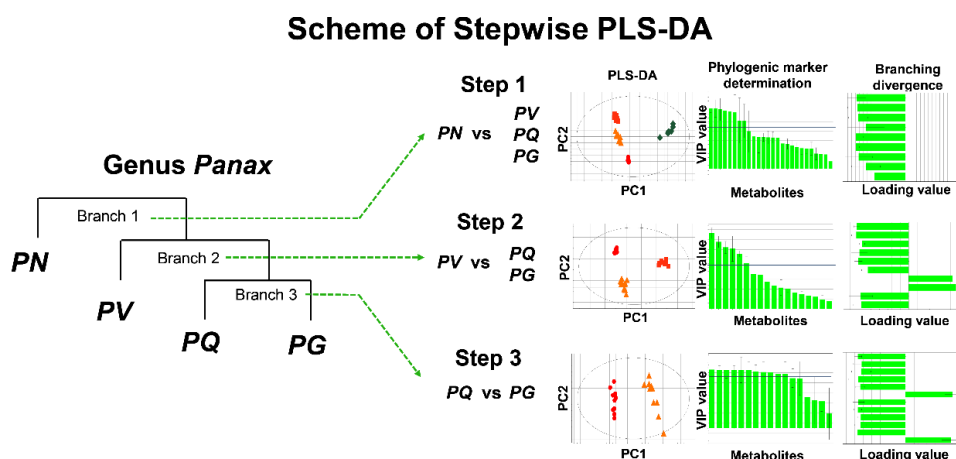 Scheme of Stepwise PLS-DA
Genus Panax
Branch 1
PN
Branch 2
PV
Branch 3
PQ
PG
Step 1
PN vs
PV
PQ
PG
PLS-DA
PC2
PC1
Phylogenic marker
determination
VIP value
Metabolites
Branching
divergence
Loading value
Step 2
PV vs
PQ
PG
PC2
PC1
VIP value
Metabolites
Loading value
Step 3
PQ vs PG
PC2
PC1
VIP value
Metabolites
Loading value